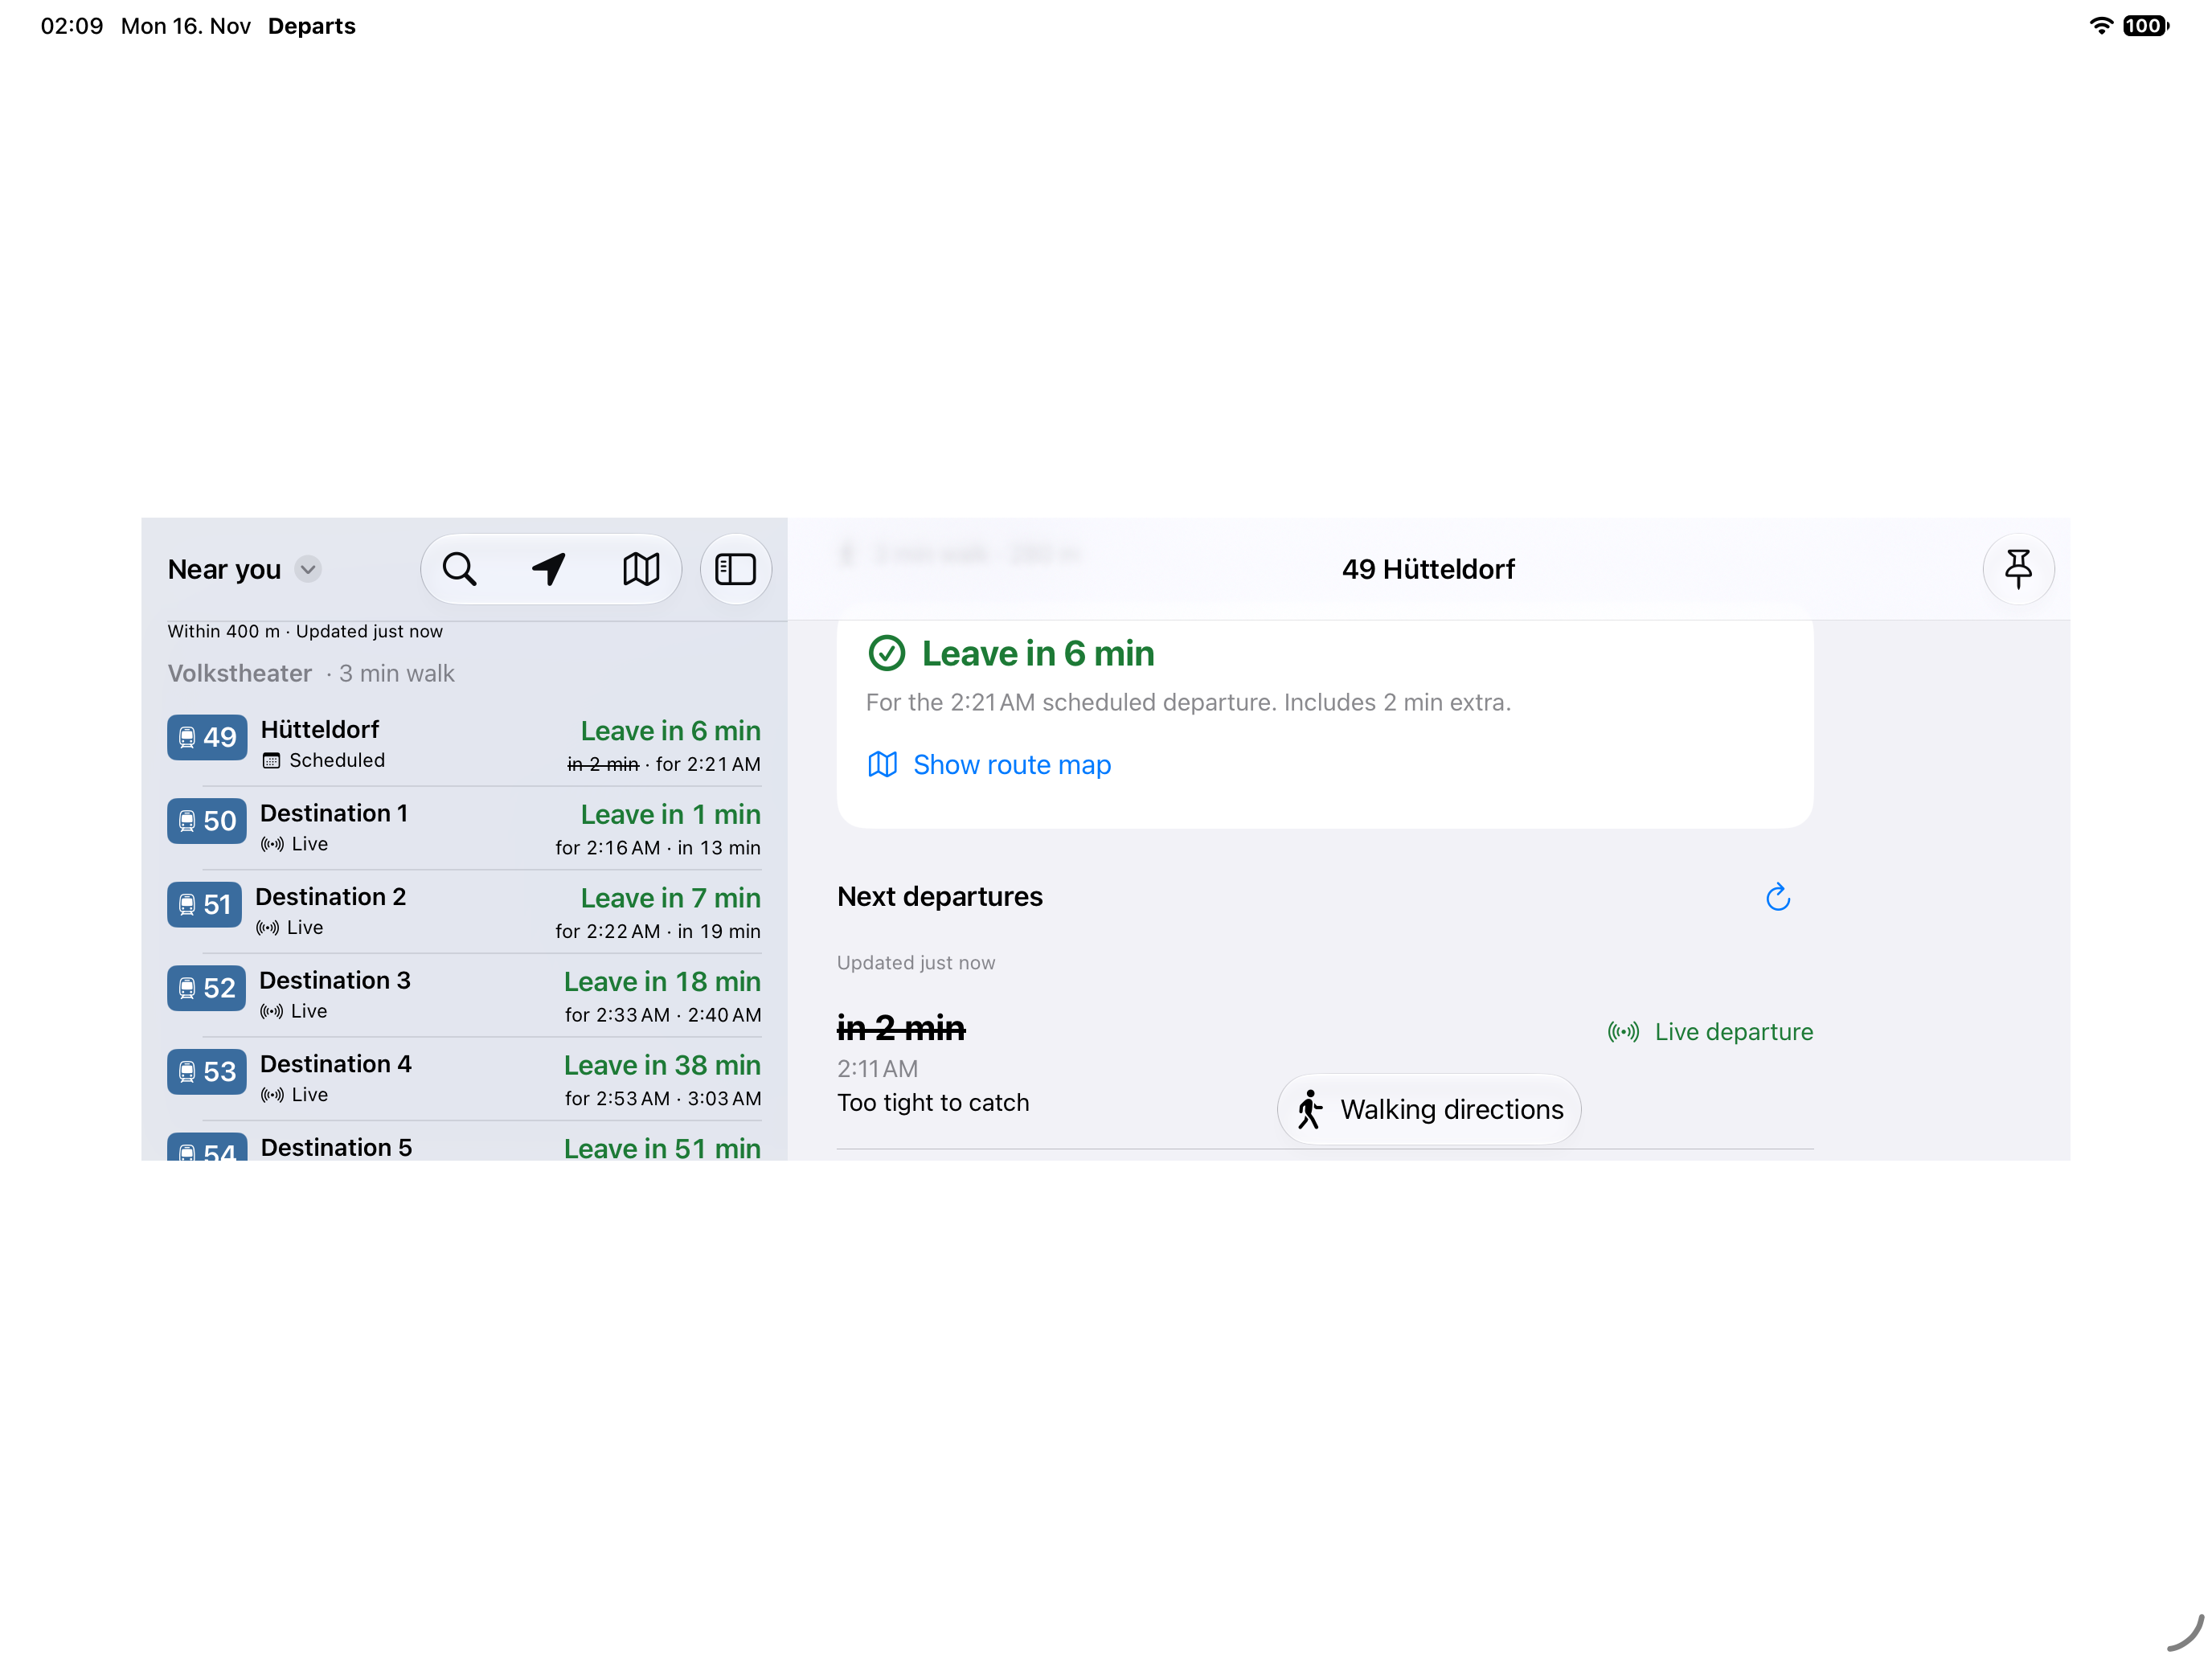 02:09 Mon 16. Nov Departs
100
Near you
Within 400 m · Updated just now
Volkstheater · 3 min walk
49 Hütteldorf Leave in 6 min
Scheduled in 2 min · for 2:21 AM
50 Destination 1 Leave in 1 min
Live for 2:16 AM · in 13 min
51 Destination 2 Leave in 7 min
Live for 2:22 AM · in 19 min
52 Destination 3 Leave in 18 min
Live for 2:33 AM · 2:40 AM
53 Destination 4 Leave in 38 min
Live for 2:53 AM · 3:03 AM
54 Destination 5 Leave in 51 min
49 Hütteldorf
Leave in 6 min
For the 2:21 AM scheduled departure. Includes 2 min extra.
Show route map
Next departures
Updated just now
in 2 min Live departure
2:11 AM
Too tight to catch
Walking directions